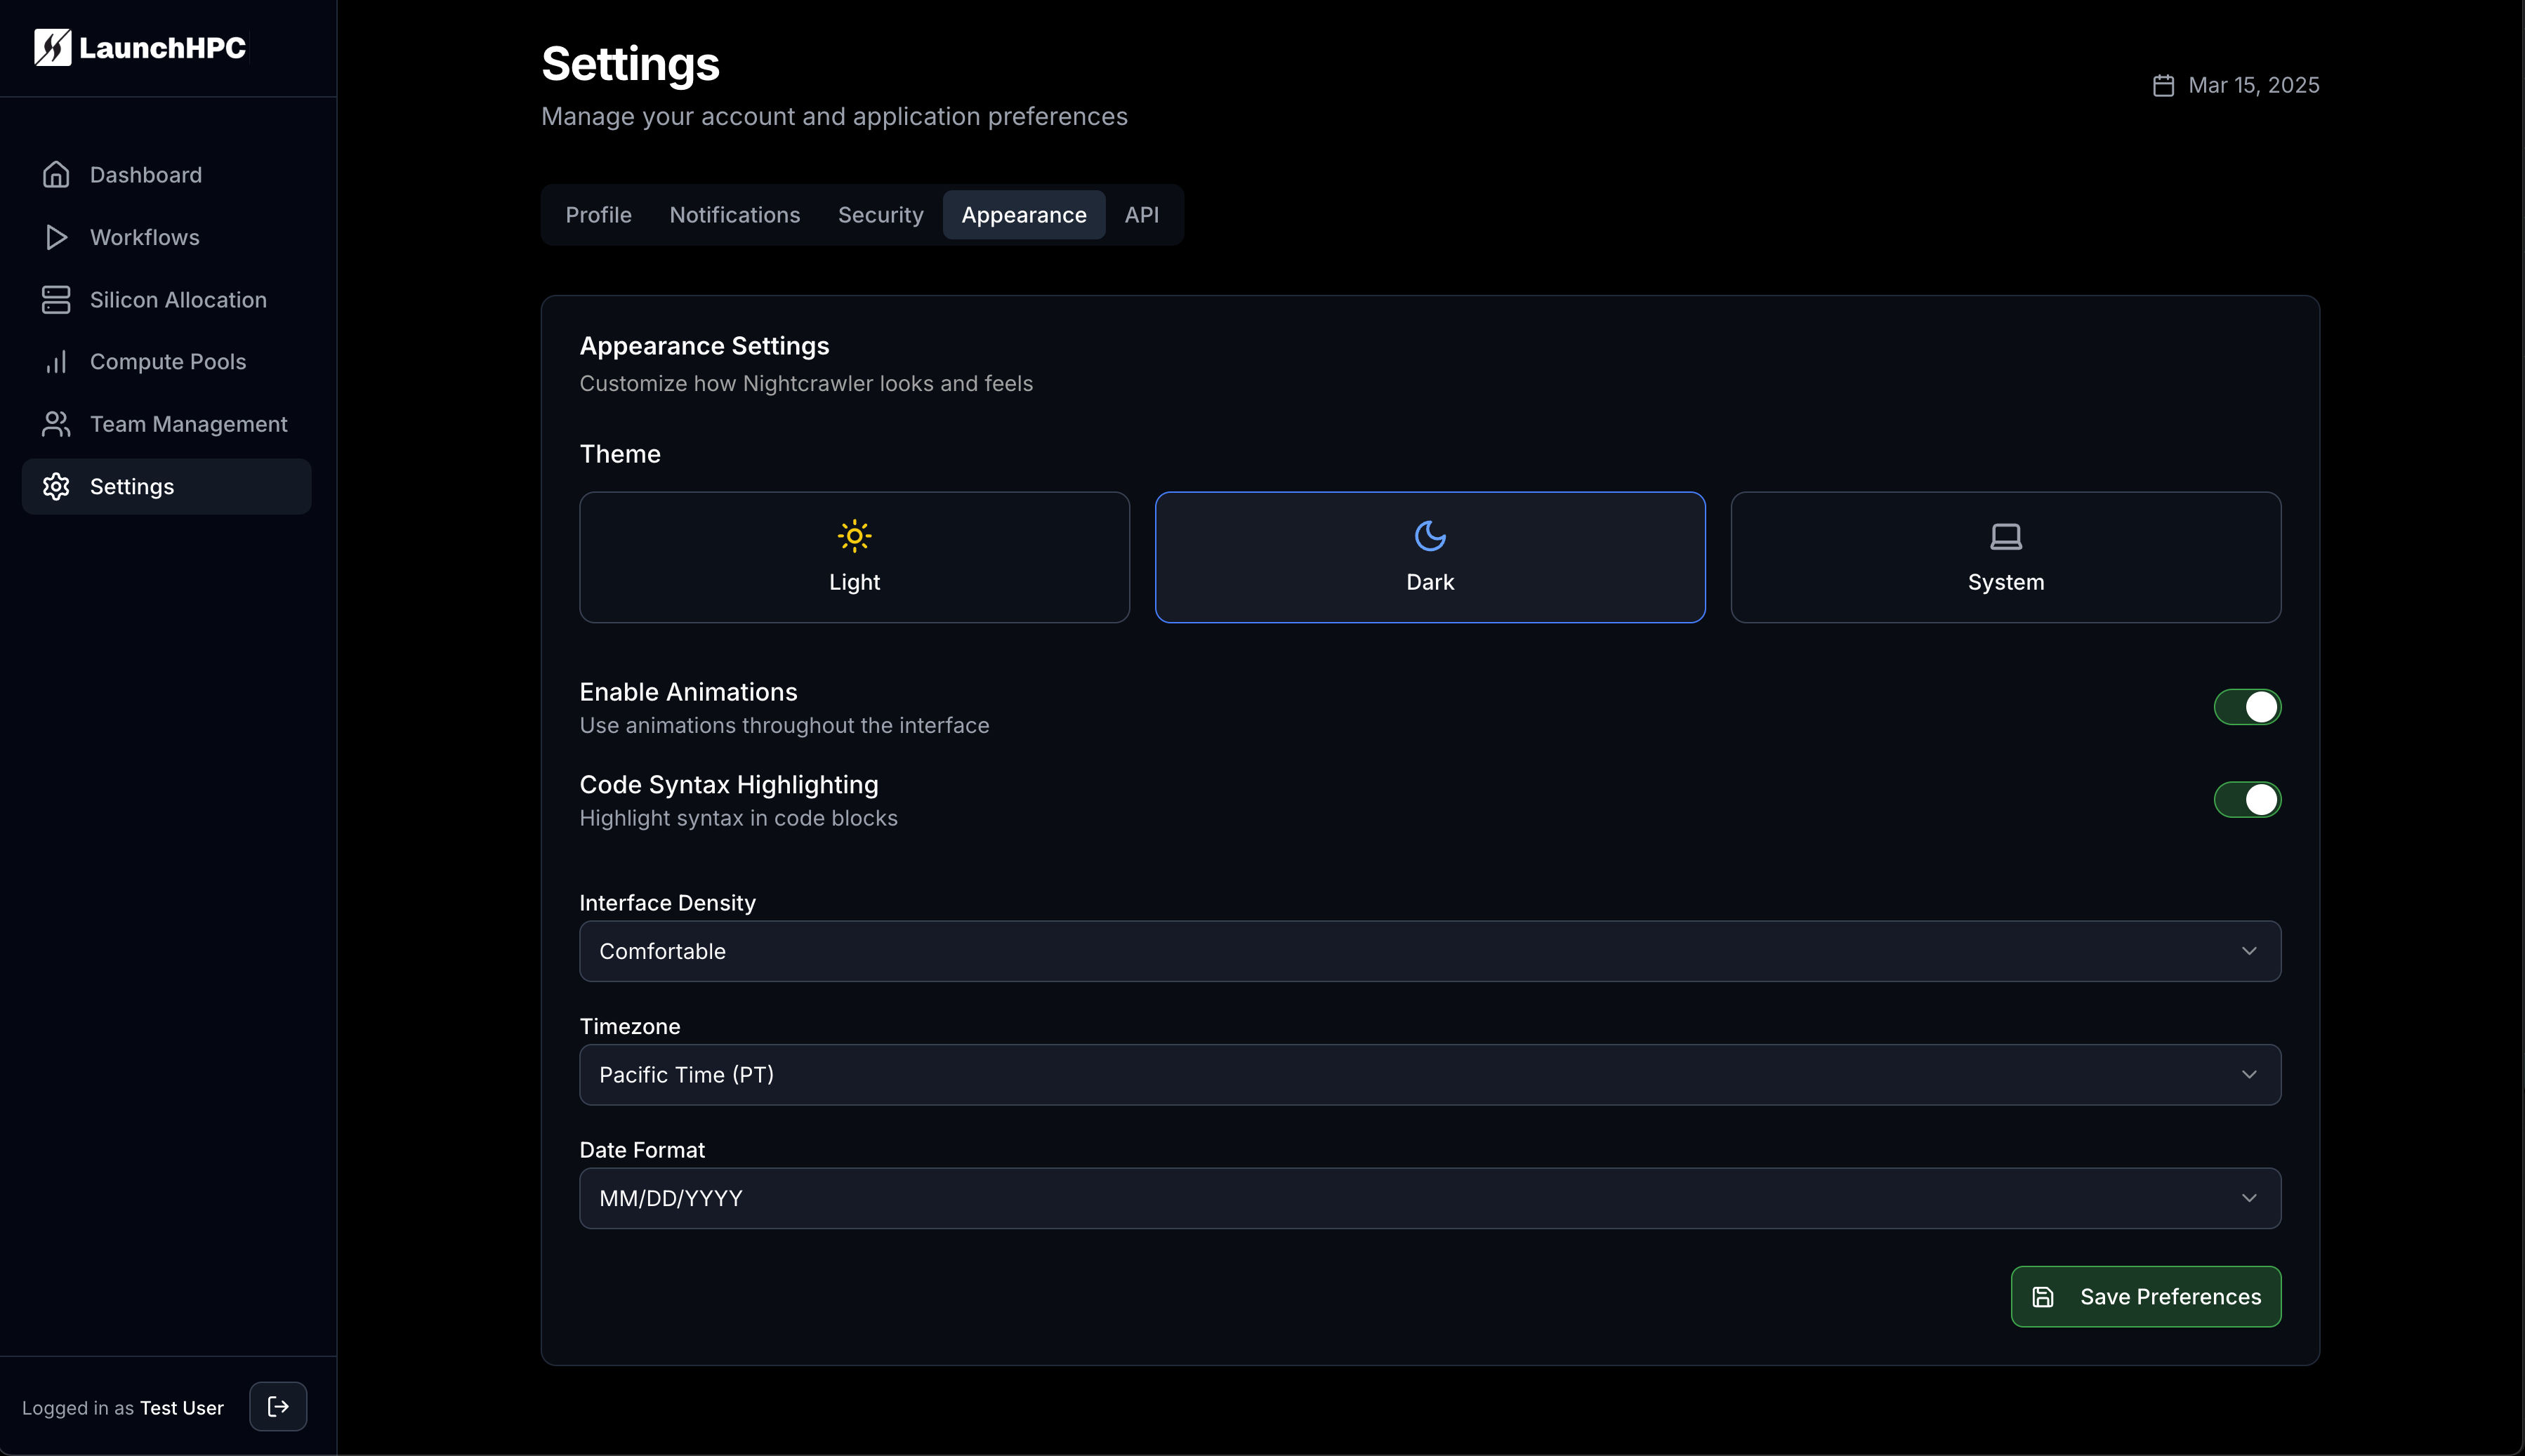 LaunchHPC
Dashboard
Workflows
Silicon Allocation
Compute Pools
Team Management
Settings
Logged in as Test User
Settings
Manage your account and application preferences
Mar 15, 2025
Profile
Notifications
Security
Appearance
API
Appearance Settings
Customize how Nightcrawler looks and feels
Theme
Light
Dark
System
Enable Animations
Use animations throughout the interface
Code Syntax Highlighting
Highlight syntax in code blocks
Interface Density
Comfortable
Timezone
Pacific Time (PT)
Date Format
MM/DD/YYYY
Save Preferences